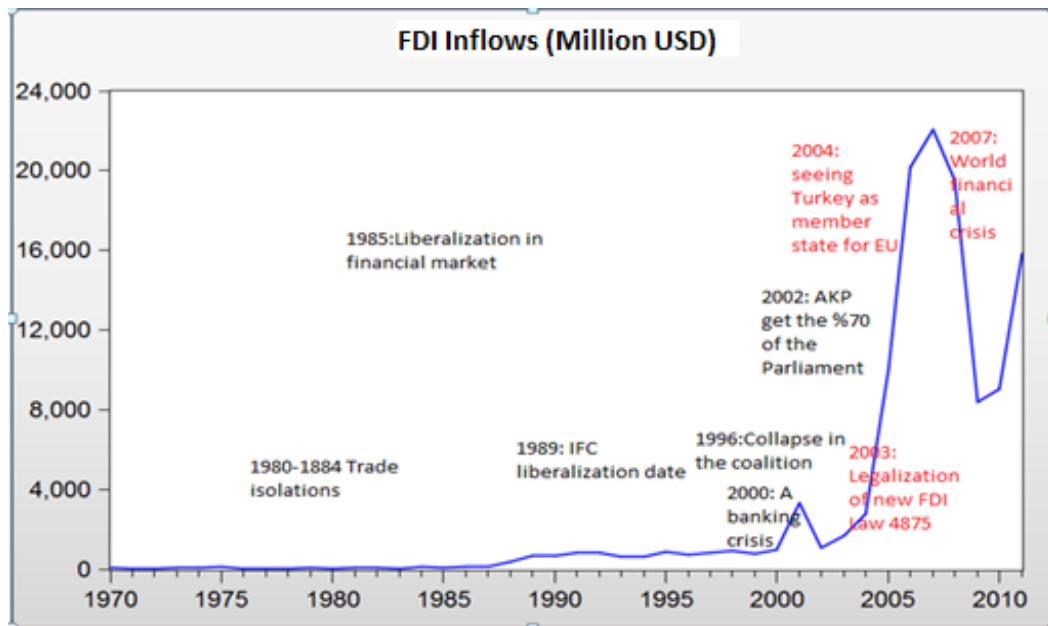 FDI Inflows (Million USD)
24,000
20,000
16,000
12,000
8,000
4,000
0
1970
1975
1980
1985
1990
1995
2000
2005
2010
1980-1884 Trade
isolations
1985:Liberalization in
financial market
1989: IFC
liberalization date
1996:Collapse in
the coalition
2000: A
banking
crisis
2002: AKP
get the %70
of the
Parliament
2003:
Legalization
of new FDI
Law 4875
2004:
seeing
Turkey as
member
state for EU
2007:
World
financi
al
crisis